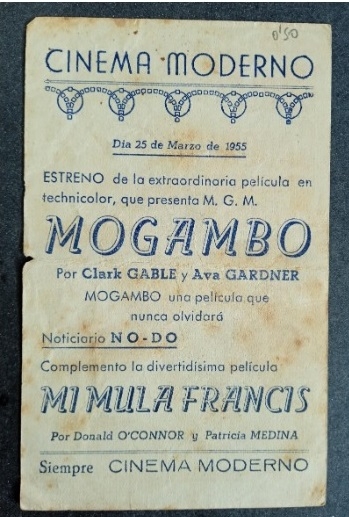 0'50
CINEMA MODERNO
Día 25 de Marzo de 1955
ESTRENO de la extraordinaria película en
technicolor, que presenta M. G. M.
MOGAMBO
Por Clark GABLE y Ava GARDNER
MOGAMBO una película que
nunca olvidará
Noticiario NO-DO
Complemento la divertidísima película
MI MULA FRANCIS
Por Donald O'CONNOR y Patricia MEDINA
Siempre CINEMA MODERNO